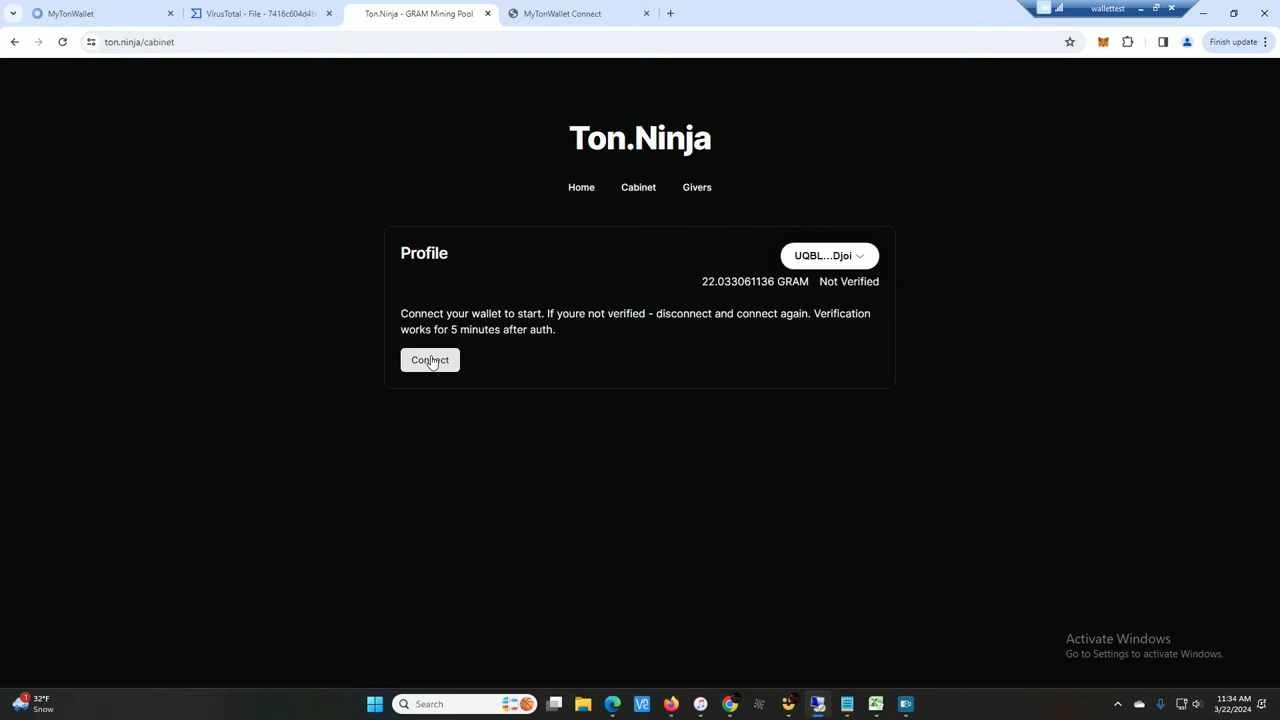 MyTonWallet
VirusTotal - File - 7416c604d4b
Ton.Ninja - GRAM Mining Pool
MyTonWallet Connect
wallettest
ton.ninja/cabinet
Finish update
Ton.Ninja
Home
Cabinet
Givers
Profile
UQBL...Djoi
22.033061136 GRAM
Not Verified
Connect your wallet to start. If youre not verified - disconnect and connect again. Verification
works for 5 minutes after auth.
Connect
Activate Windows
Go to Settings to activate Windows.
1
32°F
Snow
Search
11:34 AM
3/22/2024